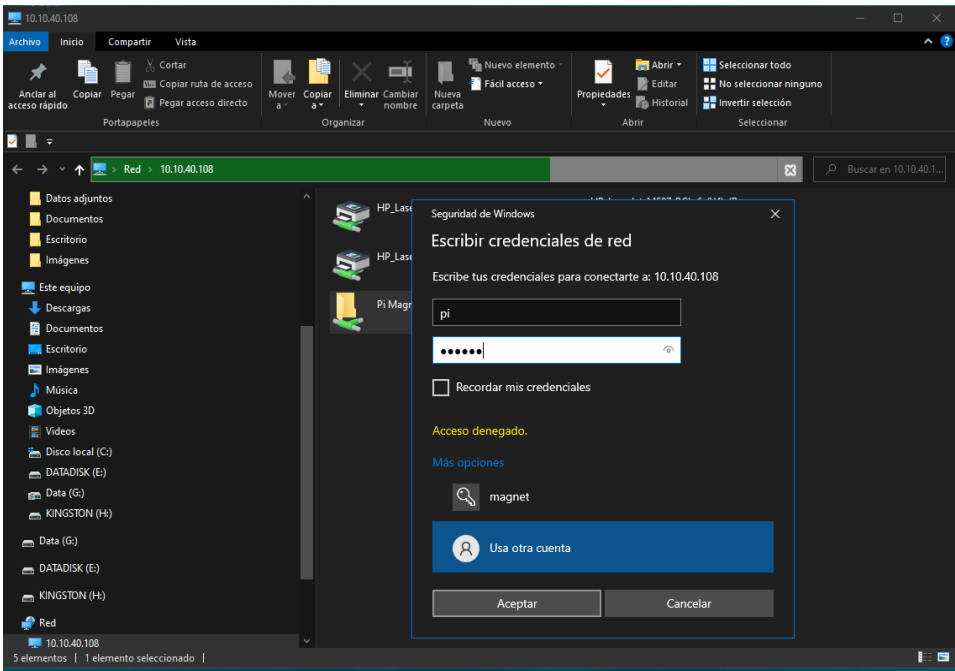 10.10.40.108
Archivo Inicio Compartir Vista
Anclar al acceso rápido
Copiar
Pegar
Cortar
Copiar ruta de acceso
Pegar acceso directo
Portapapeles
Mover a
Copiar a
Eliminar
Cambiar nombre
Organizar
Nueva carpeta
Nuevo elemento
Fácil acceso
Nuevo
Propiedades
Abrir
Editar
Historial
Abrir
Seleccionar todo
No seleccionar ninguno
Invertir selección
Seleccionar
Red > 10.10.40.108
Buscar en 10.10.40.1...
Datos adjuntos
Documentos
Escritorio
Imágenes
Este equipo
Descargas
Documentos
Escritorio
Imágenes
Música
Objetos 3D
Videos
Disco local (C:)
DATADISK (E:)
Data (G:)
KINGSTON (H:)
Data (G:)
DATADISK (E:)
KINGSTON (H:)
Red
10.10.40.108
HP_Lase
HP_Lase
Pi Magn
Seguridad de Windows
Escribir credenciales de red
Escribe tus credenciales para conectarte a: 10.10.40.108
pi
Recordar mis credenciales
Acceso denegado.
Más opciones
magnet
Usa otra cuenta
Aceptar
Cancelar
5 elementos | 1 elemento seleccionado |